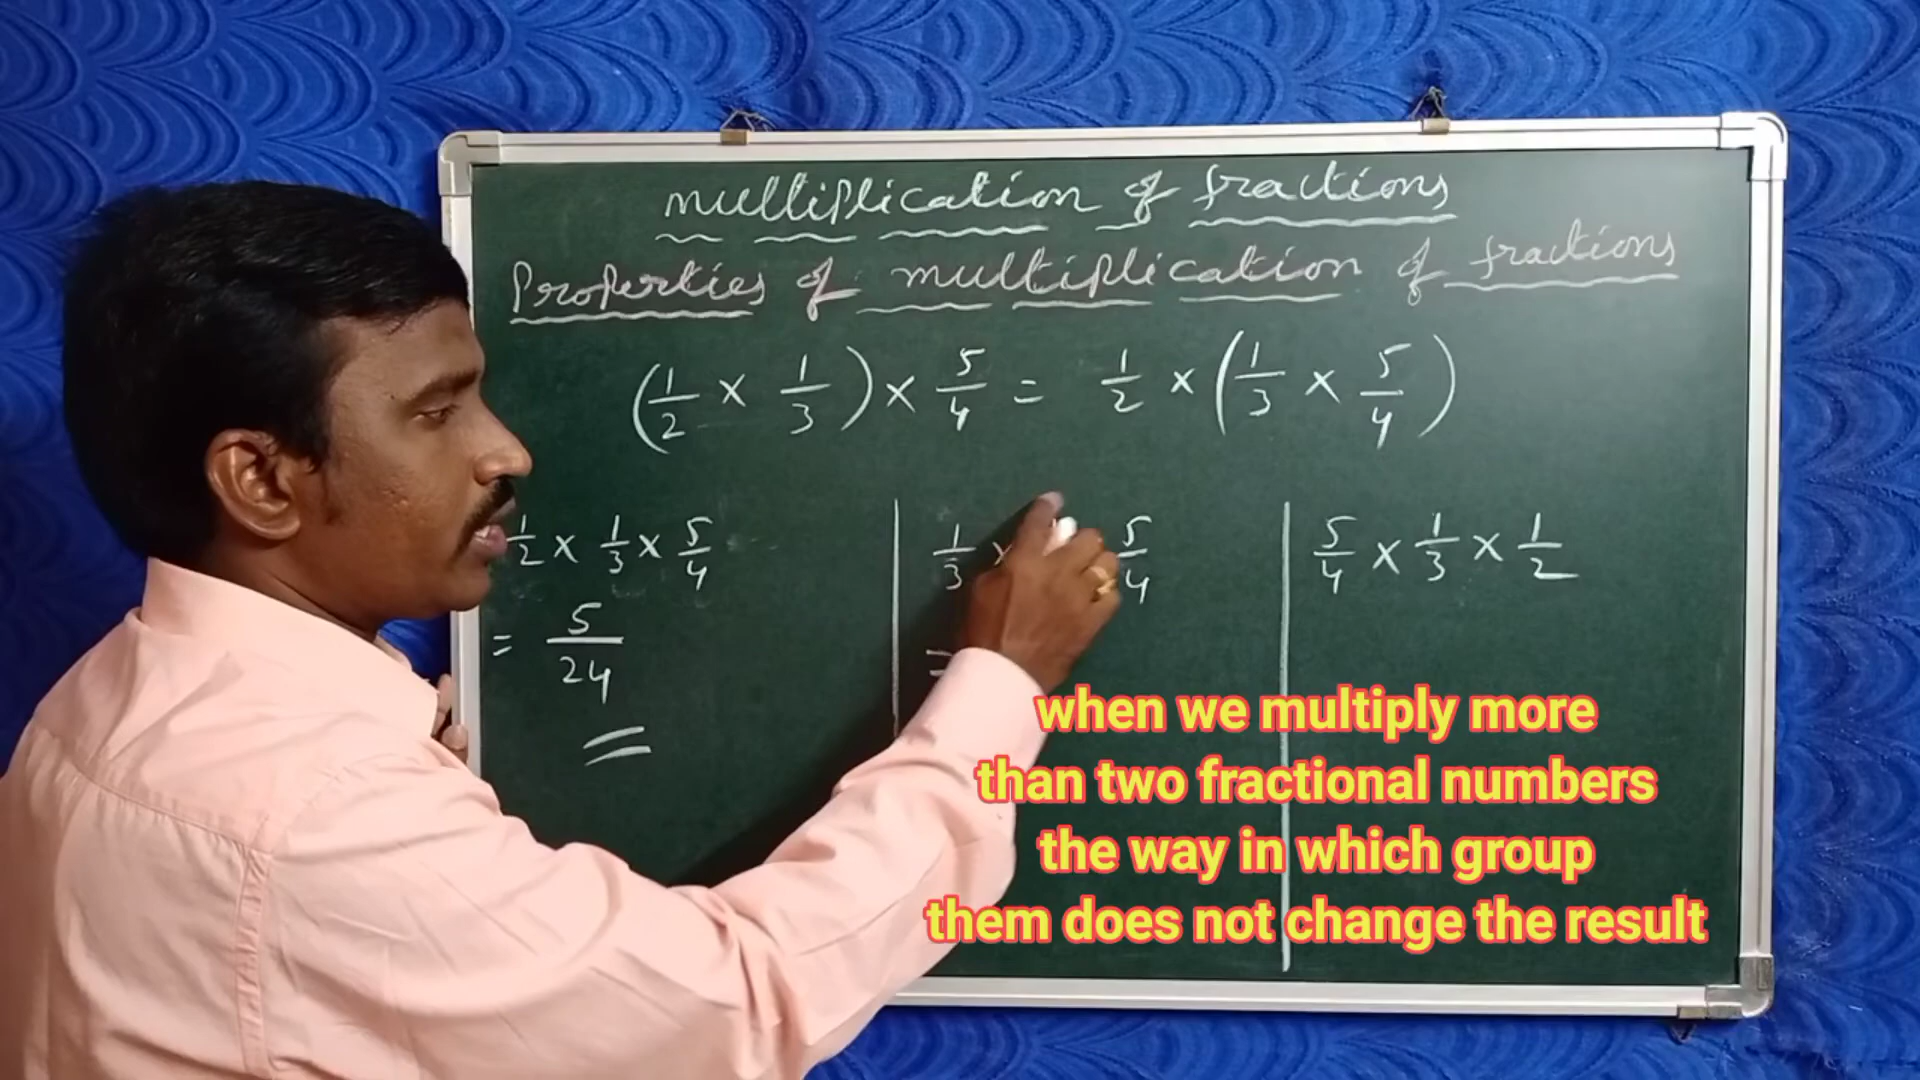 multiplication of fractions
Properties of multiplication of fractions
(1/2 × 1/3) × 5/4 = 1/2 × (1/3 × 5/4)
1/2 × 1/3 × 5/4
= 5/24
1/3 × 5/4
=
5/4 × 1/3 × 1/2
when we multiply more
than two fractional numbers
the way in which group
them does not change the result